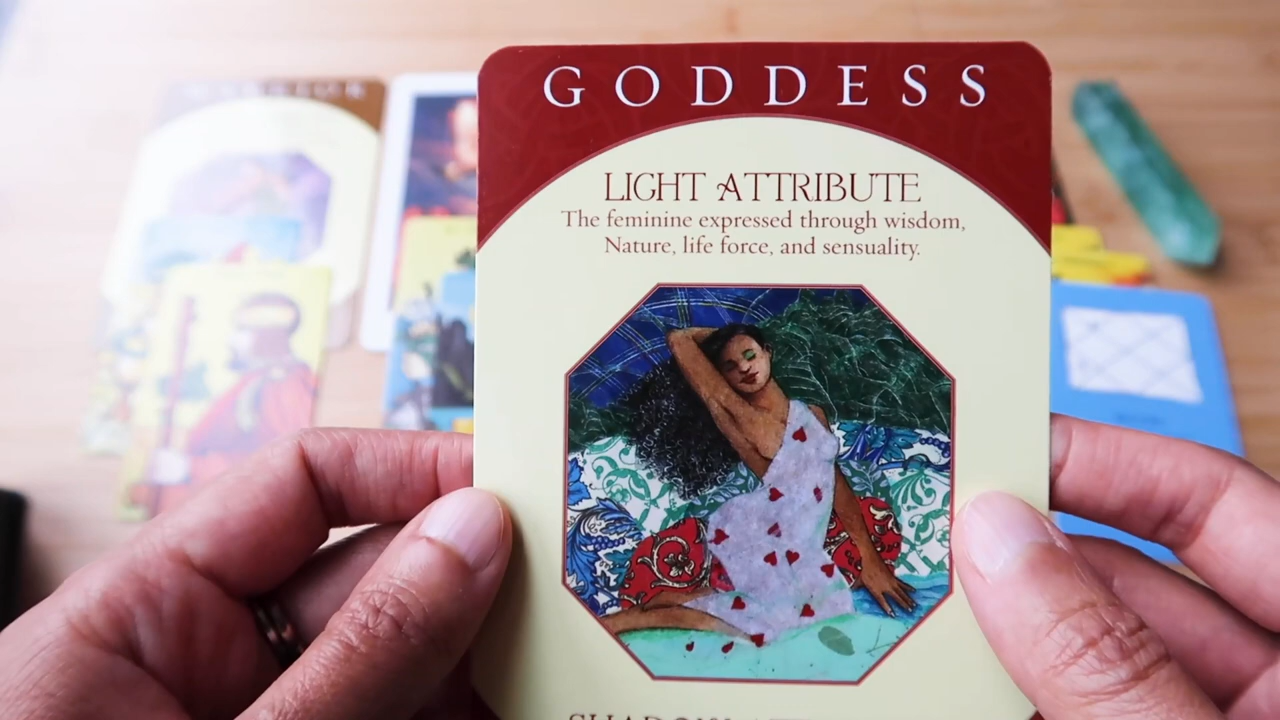 GODDESS
LIGHT ATTRIBUTE
The feminine expressed through wisdom,
Nature, life force, and sensuality.